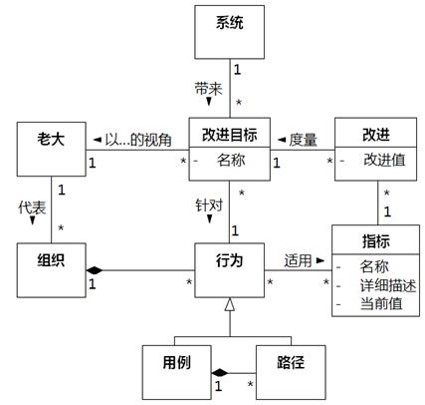 系统
1
带来
*
老大
◄ 以...的视角
改进目标
◄ 度量
改进
1
*
- 名称
1
*
- 改进值
1
*
*
代表
针对
1
指标
*
1
组织
行为
适用 ►
- 名称
- 详细描述
- 当前值
1
*
*
*
用例
路径
1
*